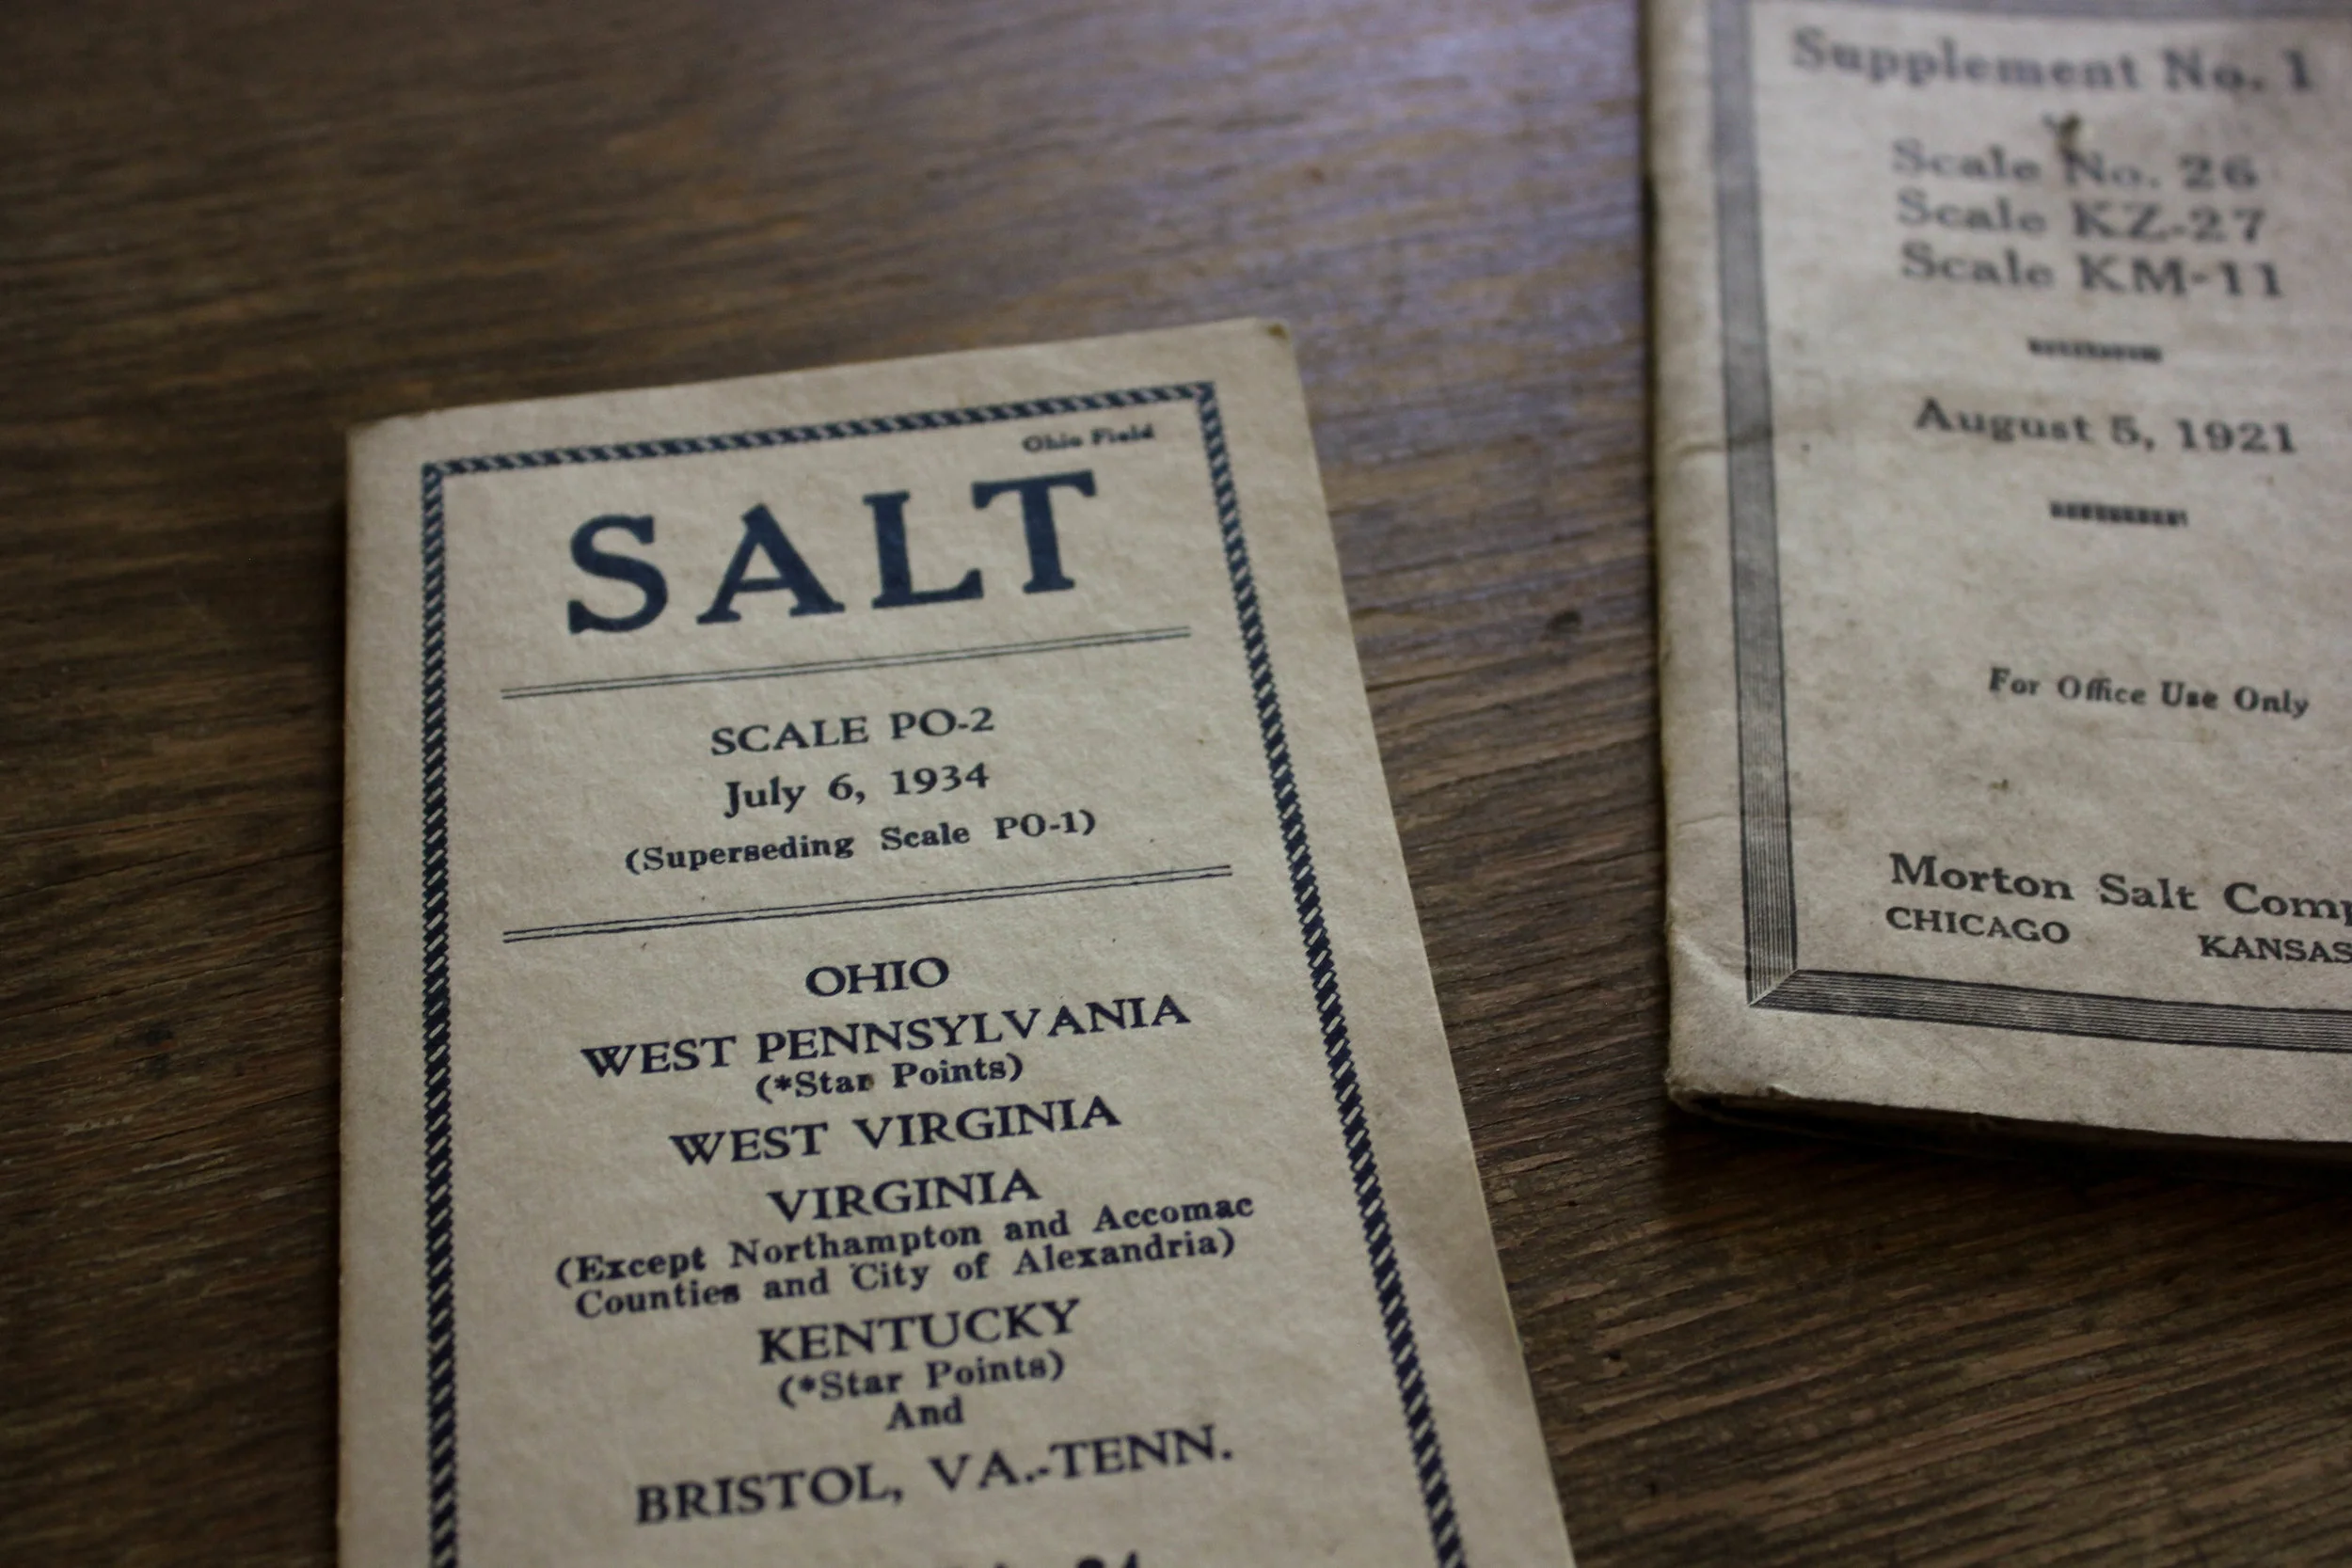 Ohio Field
SALT
SCALE PO-2
July 6, 1934
(Superseding Scale PO-1)
OHIO
WEST PENNSYLVANIA
(*Star Points)
WEST VIRGINIA
VIRGINIA
(Except Northampton and Accomac
Counties and City of Alexandria)
KENTUCKY
(*Star Points)
And
BRISTOL, VA.-TENN.
Supplement No. 1
Scale No. 26
Scale KZ-27
Scale KM-11
August 5, 1921
For Office Use Only
Morton Salt Comp
CHICAGO KANSAS